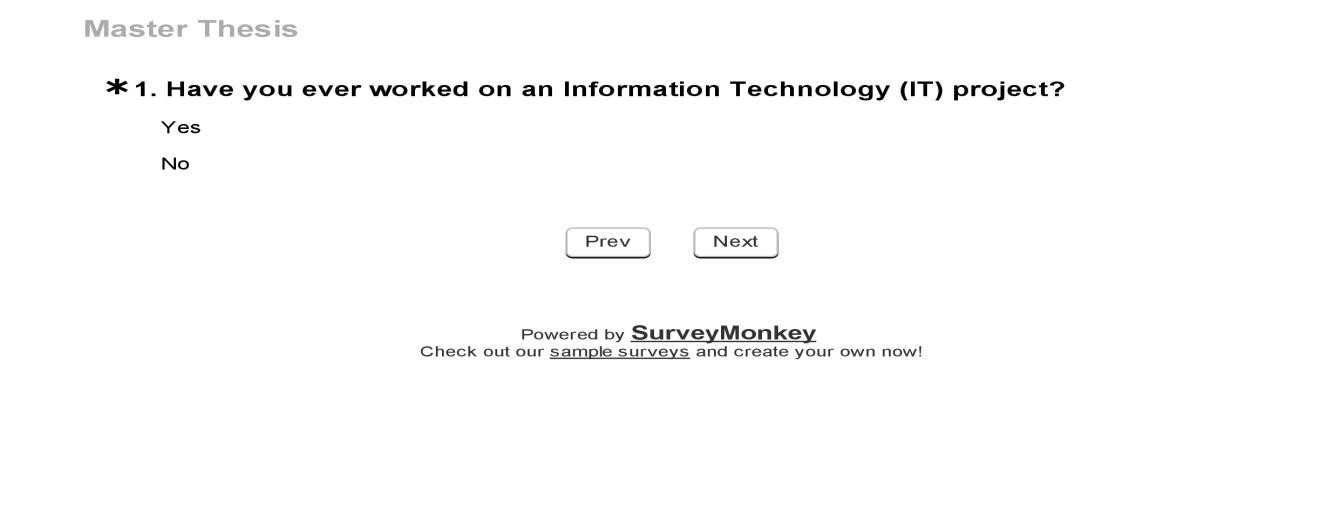 Master Thesis
*1. Have you ever worked on an Information Technology (IT) project?
Yes
No
Prev Next
Powered by SurveyMonkey
Check out our sample surveys and create your own now!